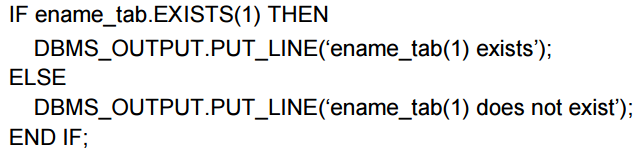 IF ename_tab.EXISTS(1) THEN
DBMS_OUTPUT.PUT_LINE(‘ename_tab(1) exists’);
ELSE
DBMS_OUTPUT.PUT_LINE(‘ename_tab(1) does not exist’);
END IF;